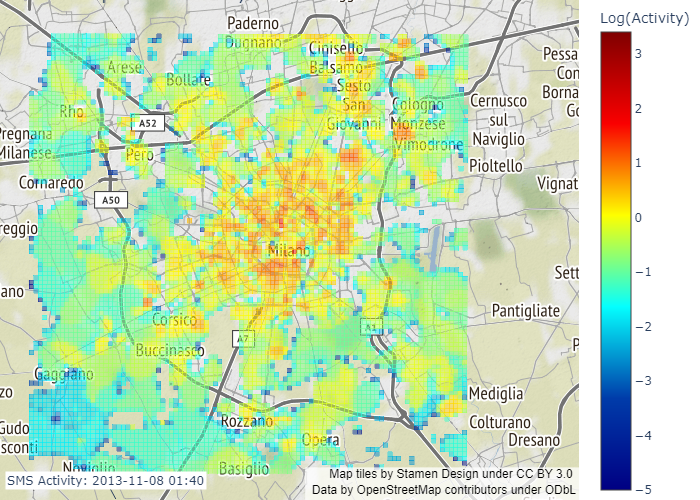 Log(Activity)
3
2
1
0
−1
−2
−3
−4
−5
Paderno
Dugnano
Cinisello
Balsamo
Arese
Bollate
Sesto
San
Giovanni
Cologno
Monzese
Rho
A52
Pero
Vimodrone
Cernusco
sul
Naviglio
Pioltello
Pessa
Con
Borna
Go
Pregnana
Milanese
Cornaredo
A50
Vignat
reggio
Milano
Sett
ano
Corsico
Pantigliate
A7
A1
Buccinasco
P
Gaggiano
Mediglia
zo
Rozzano
Colturano
Gudo
Opera
Dresano
sconti
Noviglio
Basiglio
SMS Activity: 2013-11-08 01:40
Map tiles by Stamen Design under CC BY 3.0
Data by OpenStreetMap contributors under ODbL